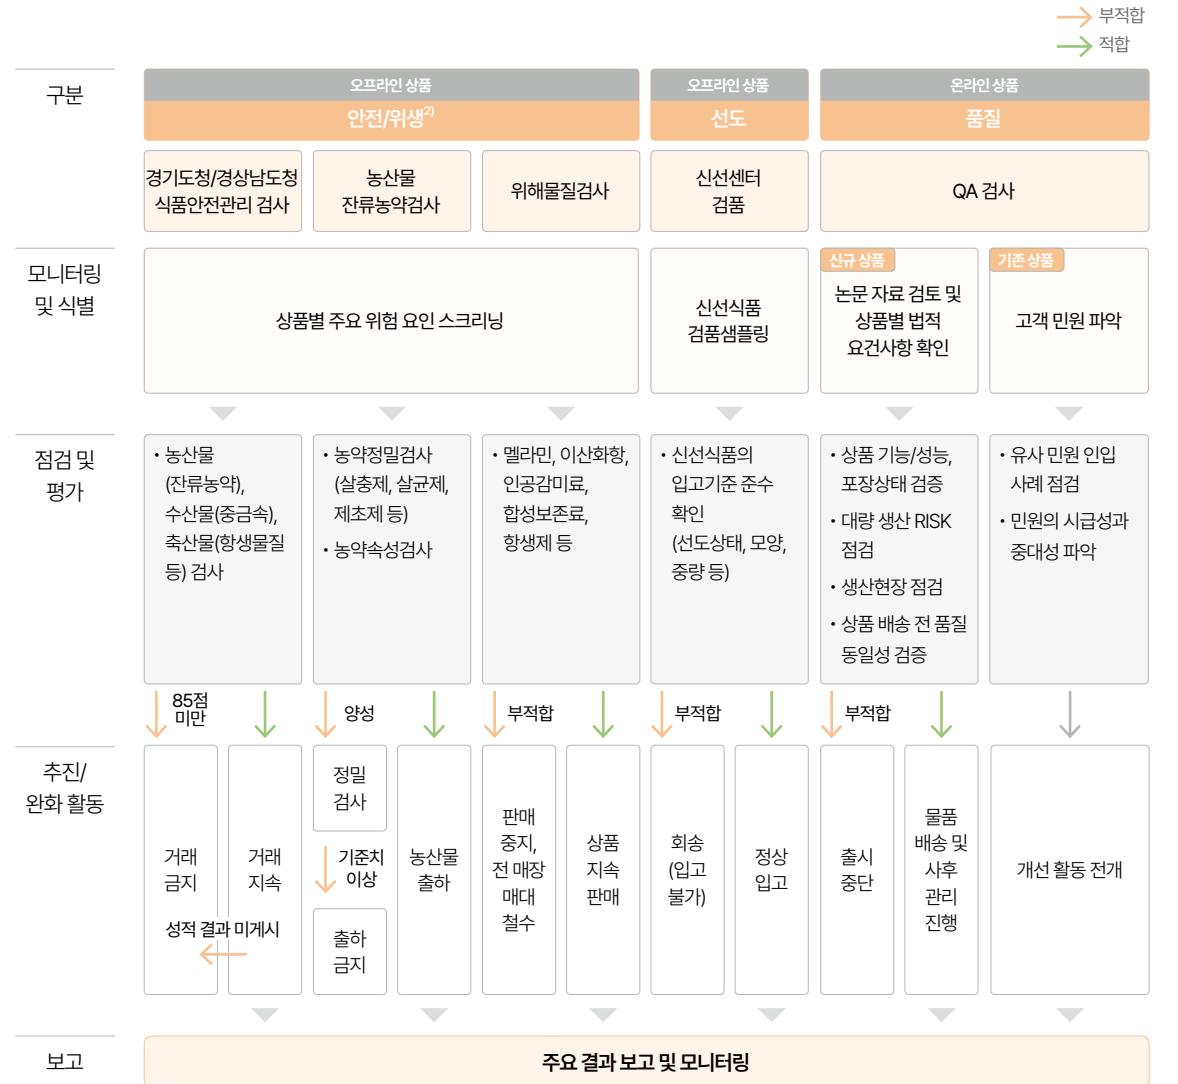 부적합
적합
구분
오프라인 상품
오프라인 상품
온라인 상품
안전/위생2)
선도
품질
경기도청/경상남도청
식품안전관리 검사
농산물
잔류농약검사
위해물질검사
신선센터
검품
QA 검사
모니터링
및 식별
상품별 주요 위험 요인 스크리닝
신선식품
검품샘플링
신규 상품
논문 자료 검토 및
상품별 법적
요건사항 확인
기존 상품
고객 민원 파악
점검 및
평가
• 농산물
(잔류농약),
수산물(중금속),
축산물(항생물질
등) 검사
• 농약정밀검사
(살충제, 살균제,
제초제 등)
• 농약속성검사
• 멜라민, 이산화항,
인공감미료,
합성보존료,
항생제 등
• 신선식품의
입고기준 준수
확인
(선도상태, 모양,
중량 등)
• 상품 기능/성능,
포장상태 검증
• 대량 생산 RISK
점검
• 생산현장 점검
• 상품 배송 전 품질
동일성 검증
• 유사 민원 인입
사례 점검
• 민원의 시급성과
중대성 파악
85점
미만
양성
부적합
부적합
부적합
추진/
완화 활동
거래
금지
거래
지속
성적 결과 미게시
정밀
검사
기준치
이상
출하
금지
농산물
출하
판매
중지,
전 매장
매대
철수
상품
지속
판매
회송
(입고
불가)
정상
입고
출시
중단
물품
배송 및
사후
관리
진행
개선 활동 전개
보고
주요 결과 보고 및 모니터링